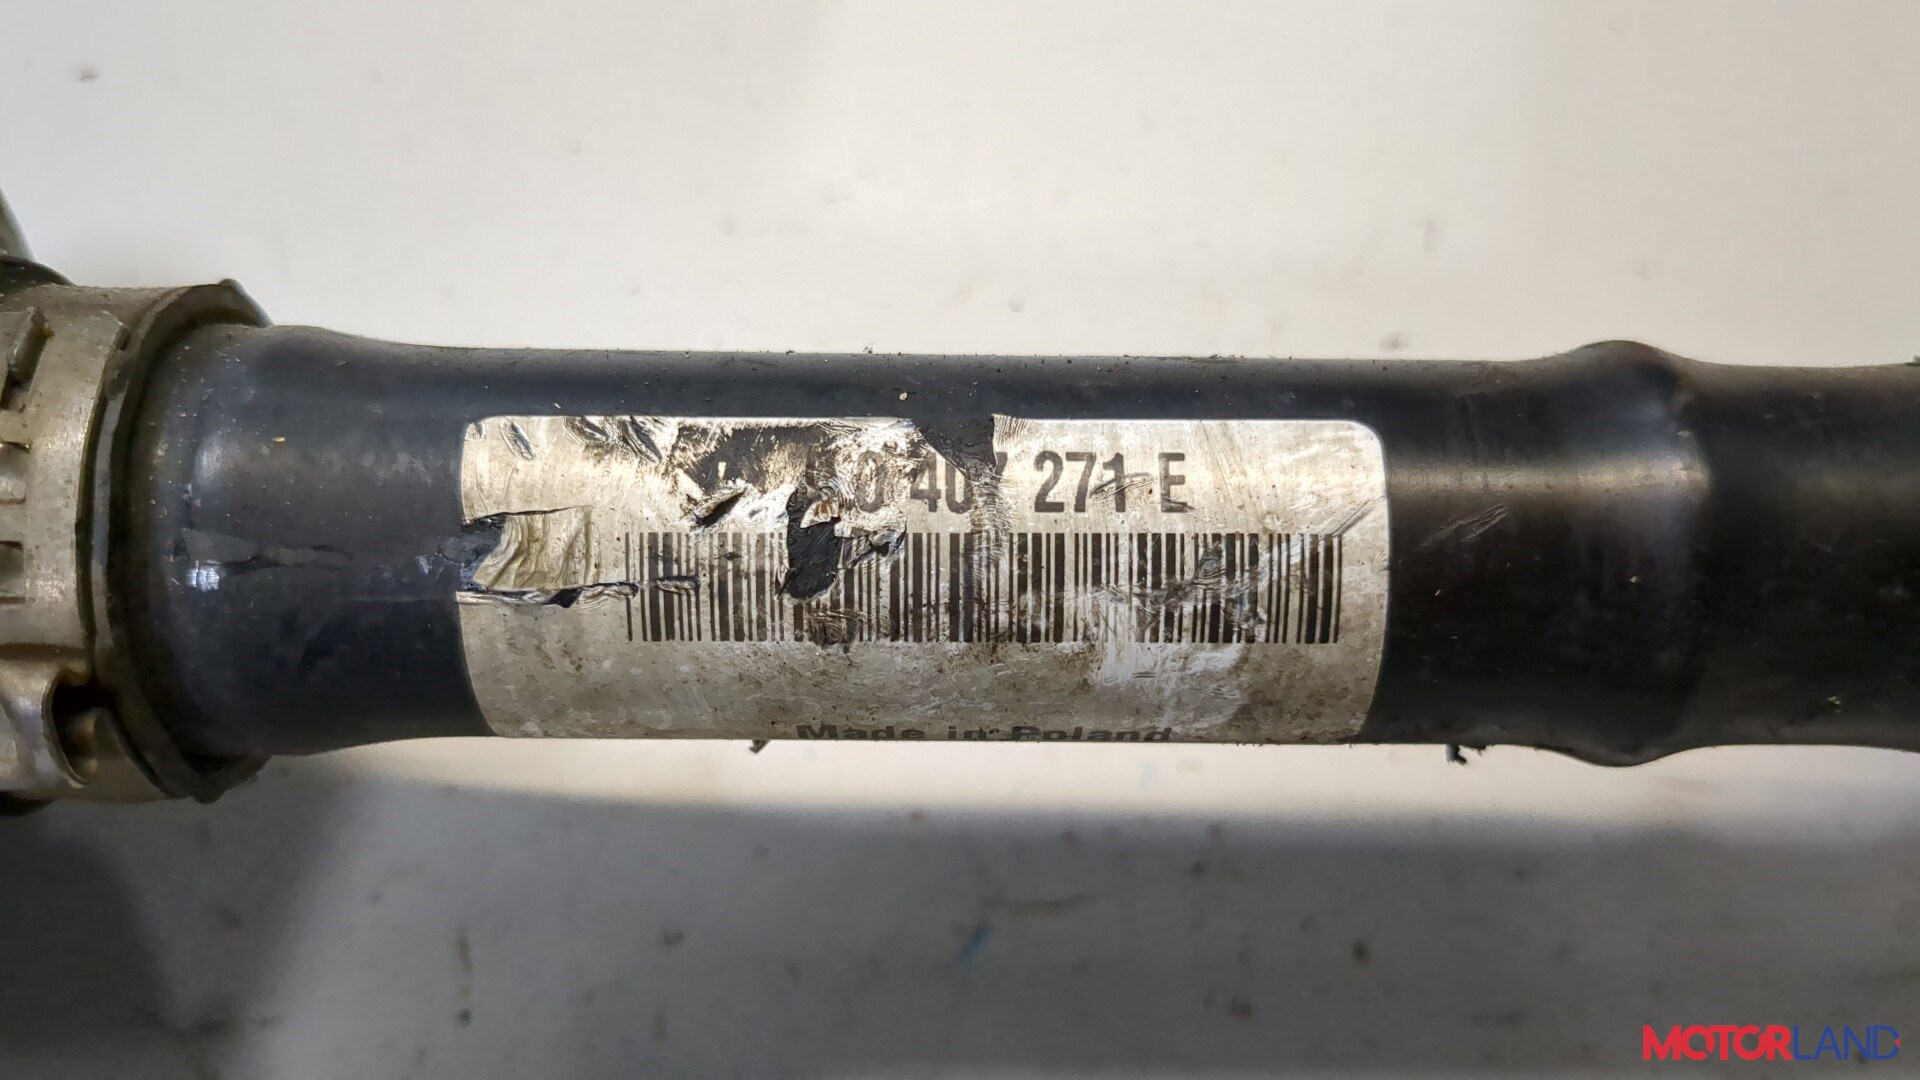 0 407 271 E
Made in Poland
MOTORLAND